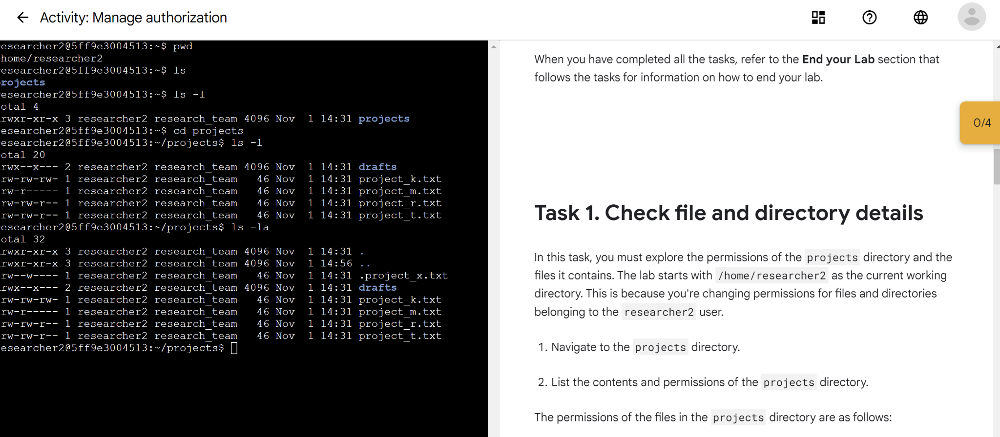 Activity: Manage authorization
esearcher2@5ff9e3004513:~$ pwd
home/researcher2
esearcher2@5ff9e3004513:~$ ls
rojects
esearcher2@5ff9e3004513:~$ ls -l
otal 4
rwxr-xr-x 3 researcher2 research_team 4096 Nov  1 14:31 projects
esearcher2@5ff9e3004513:~$ cd projects
esearcher2@5ff9e3004513:~/projects$ ls -l
otal 20
rwx--x--- 2 researcher2 research_team 4096 Nov  1 14:31 drafts
rw-rw-rw- 1 researcher2 research_team   46 Nov  1 14:31 project_k.txt
rw-r----- 1 researcher2 research_team   46 Nov  1 14:31 project_m.txt
rw-rw-r-- 1 researcher2 research_team   46 Nov  1 14:31 project_r.txt
rw-rw-r-- 1 researcher2 research_team   46 Nov  1 14:31 project_t.txt
esearcher2@5ff9e3004513:~/projects$ ls -la
otal 32
rwxr-xr-x 3 researcher2 research_team 4096 Nov  1 14:31 .
rwxr-xr-x 3 researcher2 research_team 4096 Nov  1 14:56 ..
rw--w---- 1 researcher2 research_team   46 Nov  1 14:31 .project_x.txt
rwx--x--- 2 researcher2 research_team 4096 Nov  1 14:31 drafts
rw-rw-rw- 1 researcher2 research_team   46 Nov  1 14:31 project_k.txt
rw-r----- 1 researcher2 research_team   46 Nov  1 14:31 project_m.txt
rw-rw-r-- 1 researcher2 research_team   46 Nov  1 14:31 project_r.txt
rw-rw-r-- 1 researcher2 research_team   46 Nov  1 14:31 project_t.txt
esearcher2@5ff9e3004513:~/projects$
When you have completed all the tasks, refer to the End your Lab section that
follows the tasks for information on how to end your lab.
0/4
Task 1. Check file and directory details
In this task, you must explore the permissions of the projects directory and the
files it contains. The lab starts with /home/researcher2 as the current working
directory. This is because you're changing permissions for files and directories
belonging to the researcher2 user.
1. Navigate to the projects directory.
2. List the contents and permissions of the projects directory.
The permissions of the files in the projects directory are as follows: